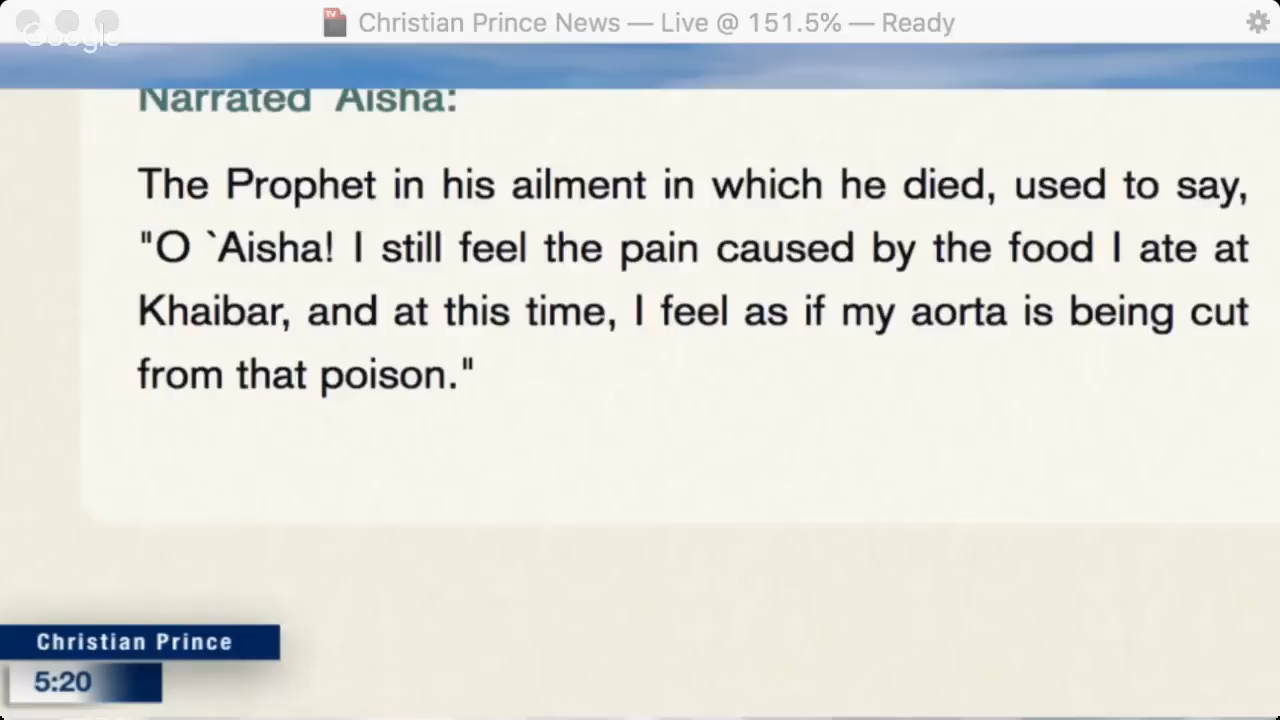 Christian Prince News — Live @ 151.5% — Ready
Google
Narrated Aisha:
The Prophet in his ailment in which he died, used to say,
"O `Aisha! I still feel the pain caused by the food I ate at
Khaibar, and at this time, I feel as if my aorta is being cut
from that poison."
Christian Prince
5:20